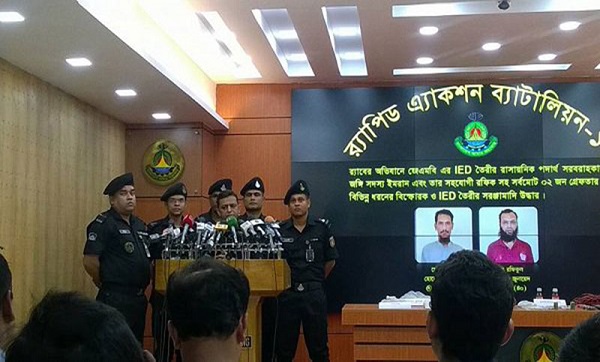 র‍্যাপিড এ্যাকশন ব্যাটালিয়ন-১
র‍্যাবের অভিযানে জেএমবি এর IED তৈরীর রাসায়নিক পদার্থ সরবরাহকা
জঙ্গি সদস্য ইমরান এবং তার সহযোগী রফিক সহ সর্বমোট ০২ জন গ্রেফতার
বিভিন্ন ধরনের বিস্ফোরক ও IED তৈরীর সরঞ্জামাদি উদ্ধার ।